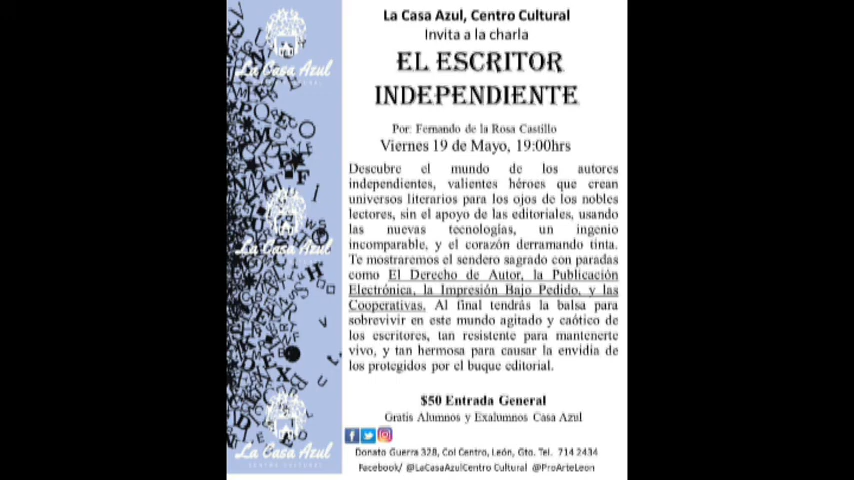 La Casa Azul, Centro Cultural
Invita a la charla
EL ESCRITOR
INDEPENDIENTE
Por: Fernando de la Rosa Castillo
Viernes 19 de Mayo, 19:00hrs
Descubre el mundo de los autores
independientes, valientes héroes que crean
universos literarios para los ojos de los nobles
lectores, sin el apoyo de las editoriales, usando
las nuevas tecnologías, un ingenio
incomparable, y el corazón derramando tinta.
Te mostraremos el sendero sagrado con paradas
como El Derecho de Autor, la Publicación
Electrónica, la Impresión Bajo Pedido, y las
Cooperativas. Al final tendrás la balsa para
sobrevivir en este mundo agitado y caótico de
los escritores, tan resistente para mantenerte
vivo, y tan hermosa para causar la envidia de
los protegidos por el buque editorial.
$50 Entrada General
Gratis Alumnos y Exalumnos Casa Azul
Donato Guerra 328, Col Centro, León, Gto. Tel. 714 2434
Facebook/ @LaCasaAzulCentro Cultural @ProArteLeon
La Casa Azul
La Casa Azul
La Casa Azul
CENTRO CULTURAL